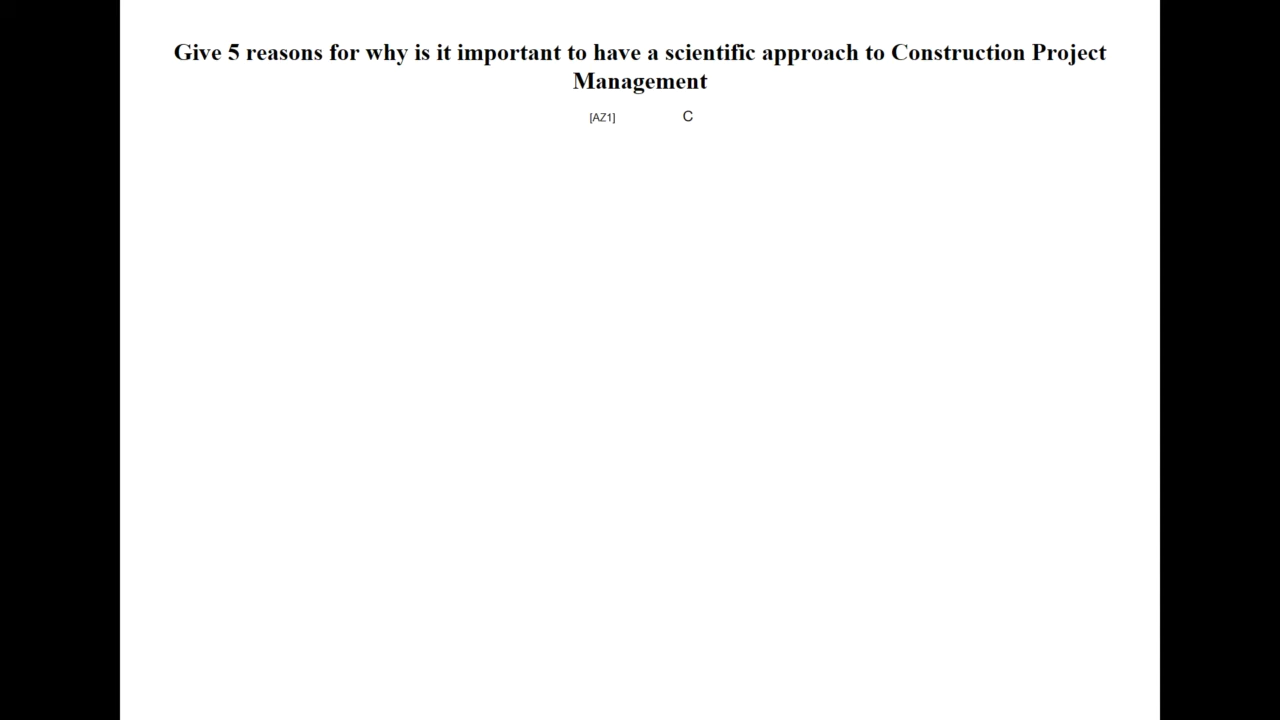 Give 5 reasons for why is it important to have a scientific approach to Construction Project
Management
[AZ1] C